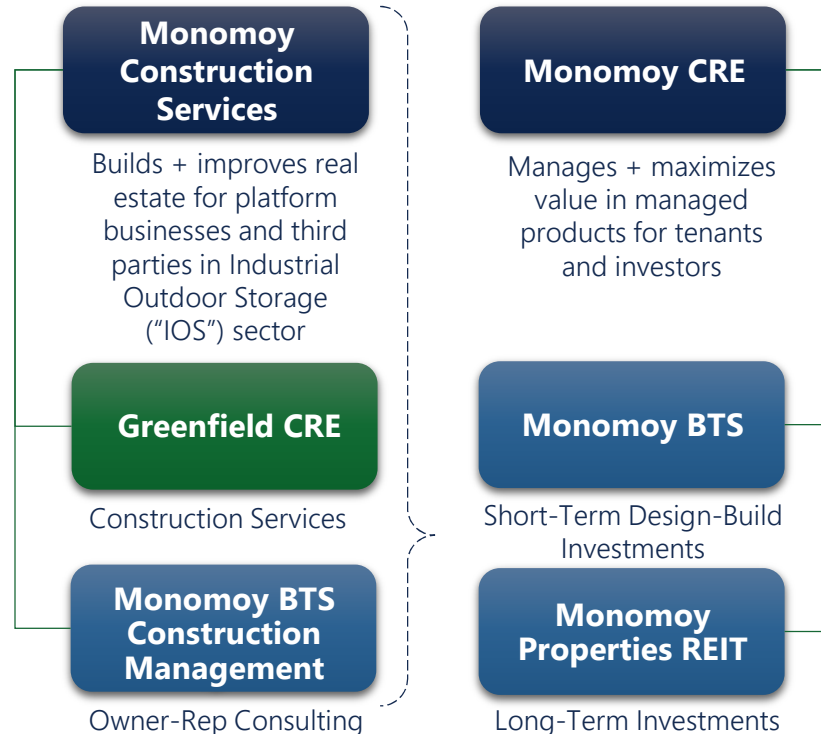 Monomoy
Construction
Services
Builds + improves real
estate for platform
businesses and third
parties in Industrial
Outdoor Storage
(“IOS”) sector
Greenfield CRE
Construction Services
Monomoy BTS
Construction
Management
Owner-Rep Consulting
Monomoy CRE
Manages + maximizes
value in managed
products for tenants
and investors
Monomoy BTS
Short-Term Design-Build
Investments
Monomoy
Properties REIT
Long-Term Investments